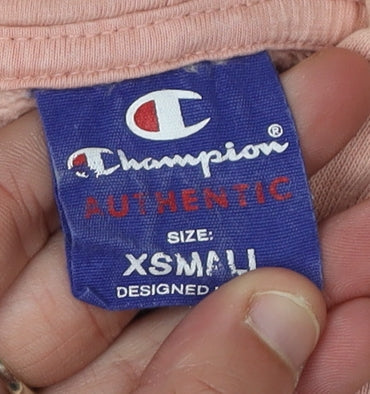 Champion®
AUTHENTIC
SIZE:
XSMALL
DESIGNED